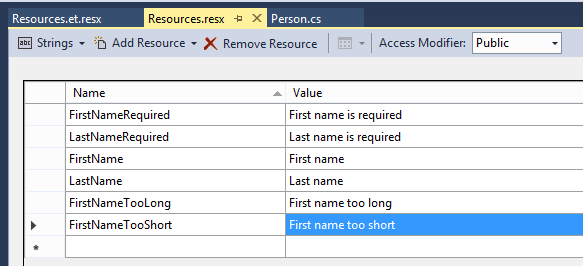 Resources.et.resx Resources.resx Person.cs
abc Strings Add Resource Remove Resource Access Modifier: Public
Name Value
FirstNameRequired First name is required
LastNameRequired Last name is required
FirstName First name
LastName Last name
FirstNameTooLong First name too long
FirstNameTooShort First name too short